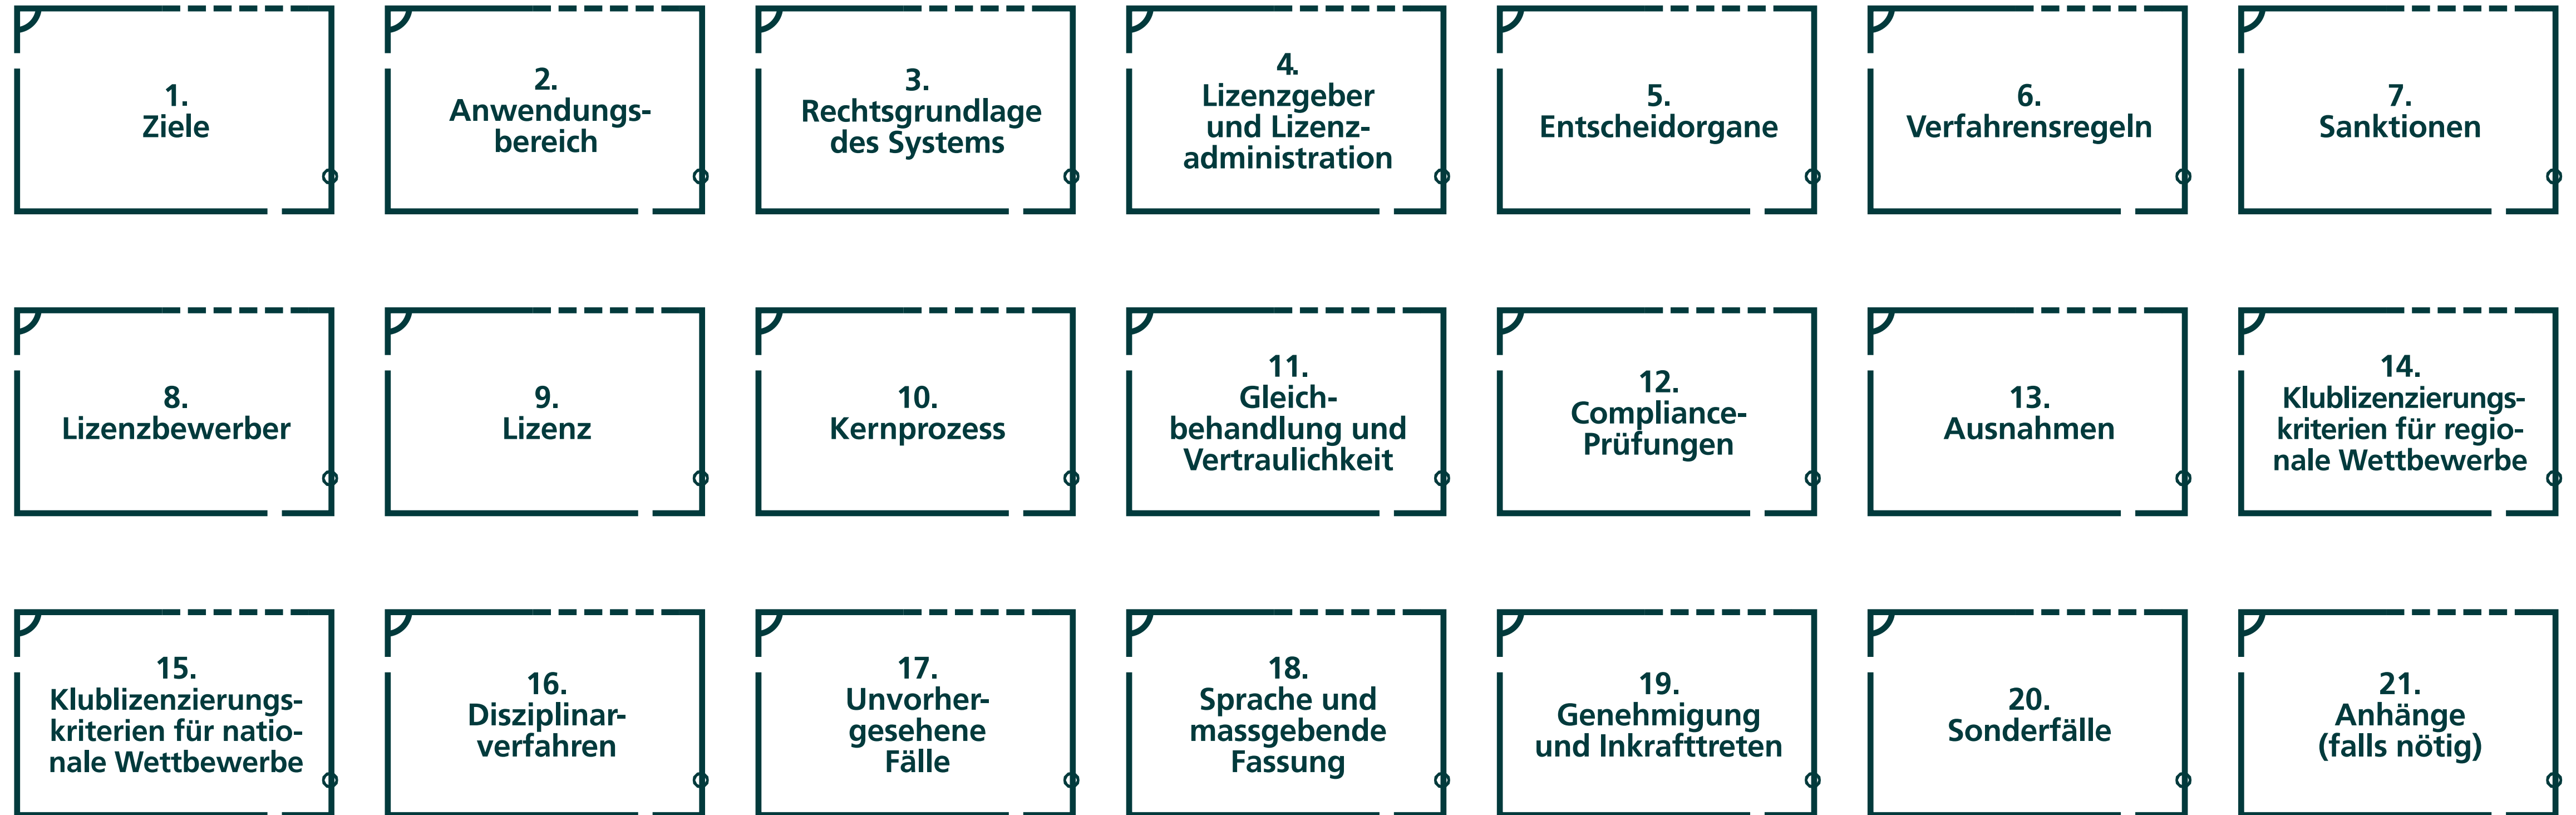 1.
Ziele
2.
Anwendungs-
bereich
3.
Rechtsgrundlage
des Systems
4.
Lizenzgeber
und Lizenz-
administration
5.
Entscheidorgane
6.
Verfahrensregeln
7.
Sanktionen
8.
Lizenzbewerber
9.
Lizenz
10.
Kernprozess
11.
Gleich-
behandlung und
Vertraulichkeit
12.
Compliance-
Prüfungen
13.
Ausnahmen
14.
Klublizenzierungs-
kriterien für regio-
nale Wettbewerbe
15.
Klublizenzierungs-
kriterien für natio-
nale Wettbewerbe
16.
Disziplinar-
verfahren
17.
Unvorher-
gesehene
Fälle
18.
Sprache und
massgebende
Fassung
19.
Genehmigung
und Inkrafttreten
20.
Sonderfälle
21.
Anhänge
(falls nötig)